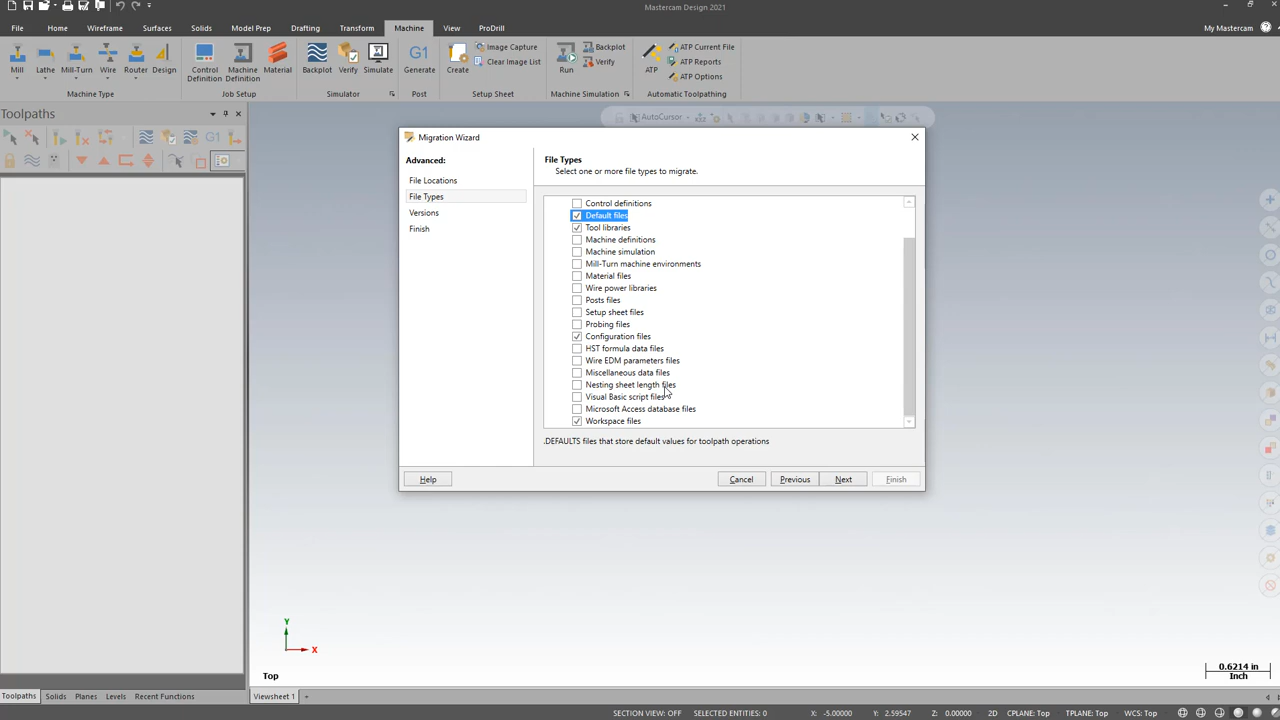 Mastercam Design 2021
File Home Wireframe Surfaces Solids Model Prep Drafting Transform Machine View ProDrill My Mastercam
Mill Lathe Mill-Turn Wire Router Design Control Definition Machine Definition Material Backplot Verify Simulate G1 Generate Create Image Capture Clear Image List Run Backplot Verify ATP ATP Current File ATP Reports ATP Options
Machine Type Job Setup Simulator Post Setup Sheet Machine Simulation Automatic Toolpathing
Toolpaths
AutoCursor
G1
Migration Wizard
Advanced:
File Locations
File Types
Versions
Finish
File Types
Select one or more file types to migrate.
Control definitions
Default files
Tool libraries
Machine definitions
Machine simulation
Mill-Turn machine environments
Material files
Wire power libraries
Posts files
Setup sheet files
Probing files
Configuration files
HST formula data files
Wire EDM parameters files
Miscellaneous data files
Nesting sheet length files
Visual Basic script files
Microsoft Access database files
Workspace files
.DEFAULTS files that store default values for toolpath operations
Help Cancel Previous Next Finish
Y
X
Top
0.6214 in
Inch
Toolpaths Solids Planes Levels Recent Functions Viewsheet 1 +
SECTION VIEW: OFF SELECTED ENTITIES: 0 X: -5.00000 Y: 2.59547 Z: 0.00000 2D CPLANE: Top TPLANE: Top WCS: Top